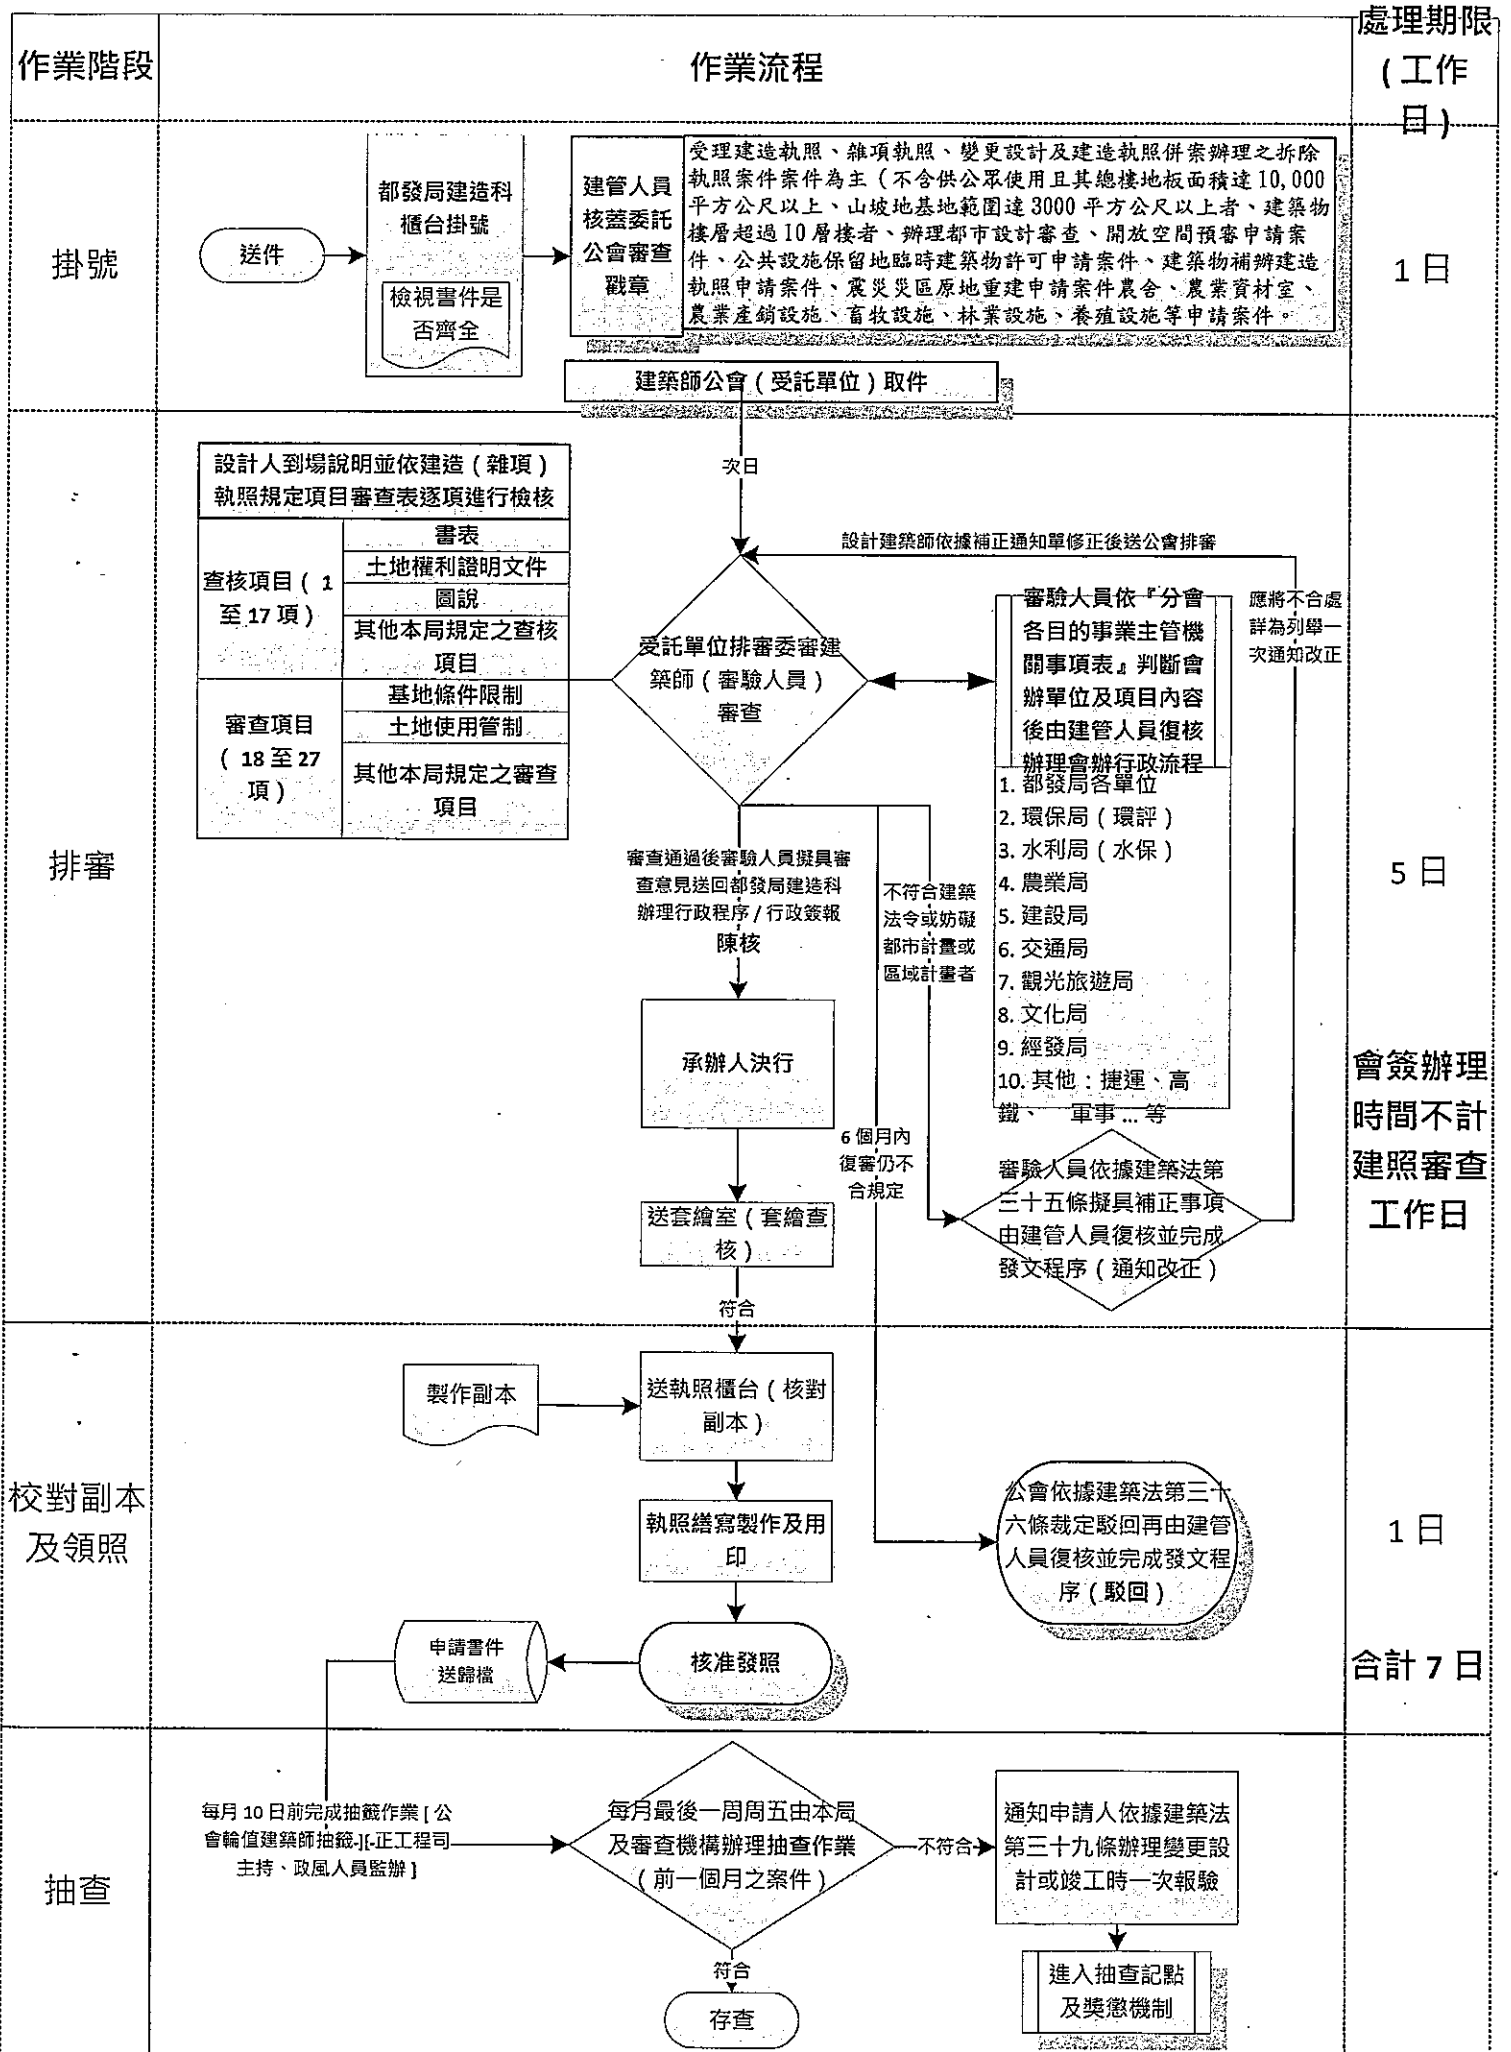 作業階段
作業流程
處理期限
(工作
日)
掛號
送件
都發局建造科
櫃台掛號
檢視書件是
否齊全
建管人員
核蓋委託
公會審查
戳章
受理建造執照、雜項執照、變更設計及建造執照併案辦理之拆除
執照案件案件為主(不含供公眾使用且其總樓地板面積達10,000
平方公尺以上、山坡地基地範圍達3000平方公尺以上者、建築物
樓層超過10層樓者、辦理都市設計審查、開放空間預審申請案
件、公共設施保留地臨時建築物許可申請案件、建築物補辦建造
執照申請案件、震災災區原地重建申請案件農舍、農業資材室、
農業產銷設施、畜牧設施、林業設施、養殖設施等申請案件。
1日
建築師公會(受託單位)取件
次日
排審
設計人到場說明並依建造(雜項)
執照規定項目審查表逐項進行檢核
查核項目(1
至17項)
書表
土地權利證明文件
圖說
其他本局規定之查核
項目
審查項目
(18至27
項)
基地條件限制
土地使用管制
其他本局規定之審查
項目
設計建築師依據補正通知單修正後送公會排審
受託單位排審委審建
築師(審驗人員)
審查
審驗人員依『分會
各目的事業主管機
關事項表』判斷會
辦單位及項目內容
後由建管人員復核
辦理會辦行政流程
1. 都發局各單位
2. 環保局(環評)
3. 水利局(水保)
4. 農業局
5. 建設局
6. 交通局
7. 觀光旅遊局
8. 文化局
9. 經發局
10. 其他:捷運、高
鐵、 軍事...等
應將不合處
詳為列舉一
次通知改正
審查通過後審驗人員擬具審
查意見送回都發局建造科
辦理行政程序/行政簽報
陳核
不符合建築
法令或妨礙
都市計畫或
區域計畫者
承辦人決行
6個月內
復審仍不
合規定
審驗人員依據建築法第
三十五條擬具補正事項
由建管人員復核並完成
發文程序(通知改正)
送套繪室(套繪查
核)
符合
5日
會簽辦理
時間不計
建照審查
工作日
校對副本
及領照
製作副本
送執照櫃台(核對
副本)
執照繕寫製作及用
印
公會依據建築法第三十
六條裁定駁回再由建管
人員復核並完成發文程
序(駁回)
申請書件
送歸檔
核准發照
1日
合計7日
抽查
每月10日前完成抽籤作業[公
會輪值建築師抽籤-][-正工程司
主持、政風人員監辦]
每月最後一周周五由本局
及審查機構辦理抽查作業
(前一個月之案件)
不符合
通知申請人依據建築法
第三十九條辦理變更設
計或竣工時一次報驗
符合
存查
進入抽查記點
及獎懲機制